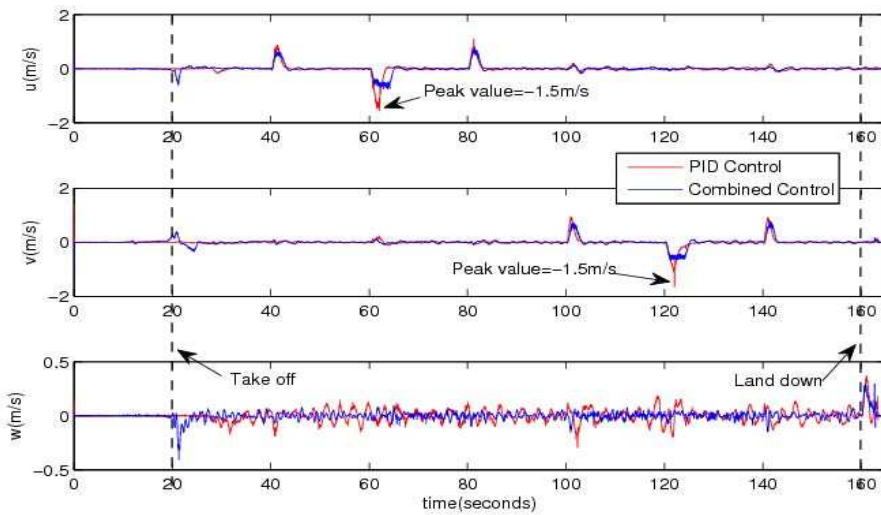 2
0
−2
u(m/s)
Peak value=−1.5m/s
0 20 40 60 80 100 120 140 160
PID Control
Combined Control
2
0
−2
v(m/s)
Peak value=−1.5m/s
0 20 40 60 80 100 120 140 160
0.5
0
−0.5
w(m/s)
Take off
Land down
0 20 40 60 80 100 120 140 160
time(seconds)